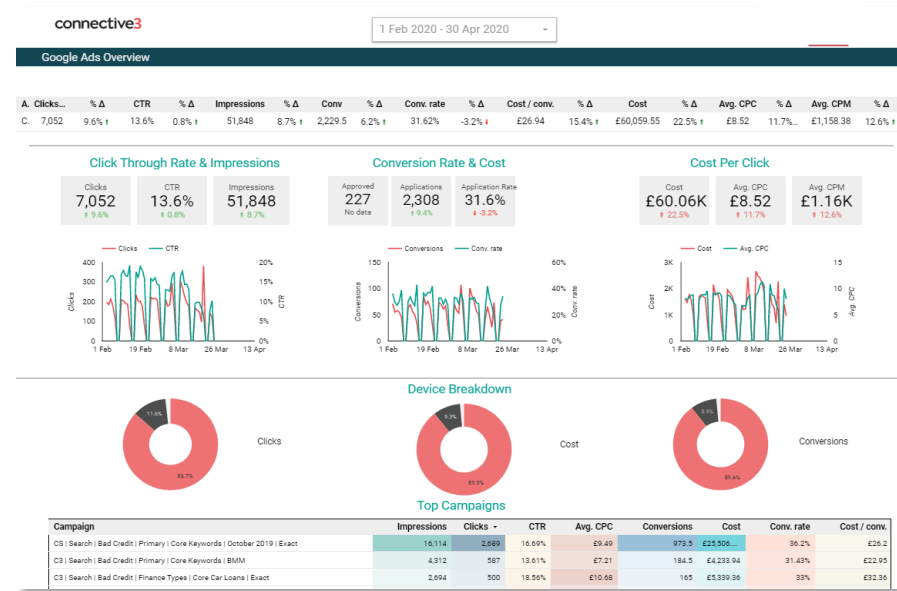 connective3
1 Feb 2020 - 30 Apr 2020
Google Ads Overview
A. Clicks... % Δ CTR % Δ Impressions % Δ Conv % Δ Conv. rate % Δ Cost / conv. % Δ Cost % Δ Avg. CPC % Δ Avg. CPM % Δ
C. 7,052 9.6% 13.6% 0.8% 51,848 8.7% 2,229.5 6.2% 31.62% -3.2% £26.94 15.4% £60,059.55 22.5% £8.52 11.7%... £1,158.38 12.6%
Click Through Rate & Impressions
Clicks CTR Impressions
7,052 13.6% 51,848
9.6% 0.8% 8.7%
Clicks CTR
400 20%
300 15%
200 10%
100 5%
0 0%
Clicks
CTR
1 Feb 19 Feb 8 Mar 26 Mar 13 Apr
Conversion Rate & Cost
Approved Applications Application Rate
227 2,308 31.6%
No data 9.4% -3.2%
Conversions Conv. rate
150 60%
100 40%
50 20%
0 0%
Conversions
Conv. rate
1 Feb 19 Feb 8 Mar 26 Mar 13 Apr
Cost Per Click
Cost Avg. CPC Avg. CPM
£60.06K £8.52 £1.16K
22.5% 11.7% 12.6%
Cost Avg. CPC
3K 15
2K 10
1K 5
0 0
Cost
Avg. CPC
1 Feb 19 Feb 8 Mar 26 Mar 13 Apr
Device Breakdown
11.6%
86.7%
Clicks
9.3%
Cost
Conversions
Top Campaigns
Campaign Impressions Clicks CTR Avg. CPC Conversions Cost Conv. rate Cost / conv.
CS | Search | Bad Credit | Primary | Core Keywords | October 2019 | Exact 16,114 2,689 16.69% £9.49 973.5 £25,506.... 36.2% £26.2
C3 | Search | Bad Credit | Primary | Core Keywords | BMM 4,312 587 13.61% £7.21 184.5 £4,233.94 31.43% £22.95
C3 | Search | Bad Credit | Finance Types | Core Car Loans | Exact 2,694 500 18.56% £10.68 165 £5,339.36 33% £32.36